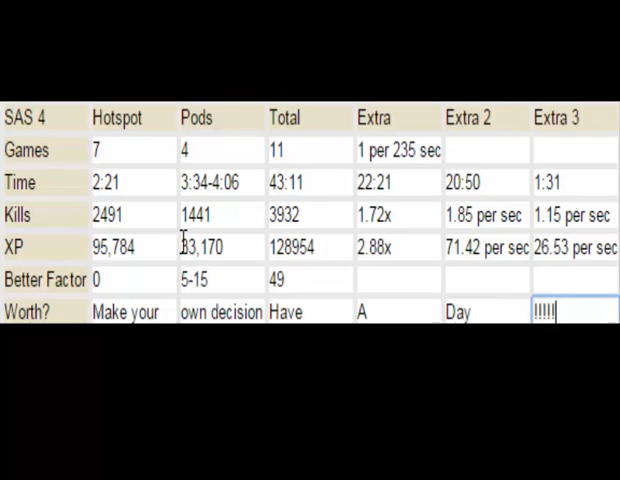 SAS 4 Hotspot Pods Total Extra Extra 2 Extra 3
Games 7 4 11 1 per 235 sec
Time 2:21 3:34-4:06 43:11 22:21 20:50 1:31
Kills 2491 1441 3932 1.72x 1.85 per sec 1.15 per sec
XP 95,784 33,170 128954 2.88x 71.42 per sec 26.53 per sec
Better Factor 0 5-15 49
Worth? Make your own decision Have A Day !!!!!